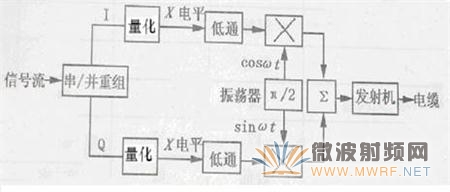 I
量化
X电平
低通
cosωt
信号流
串/并重组
振荡器
π/2
Σ
发射机
电缆
sinωt
Q
量化
X电平
低通
微波射频网
WWW.MWRF.NET